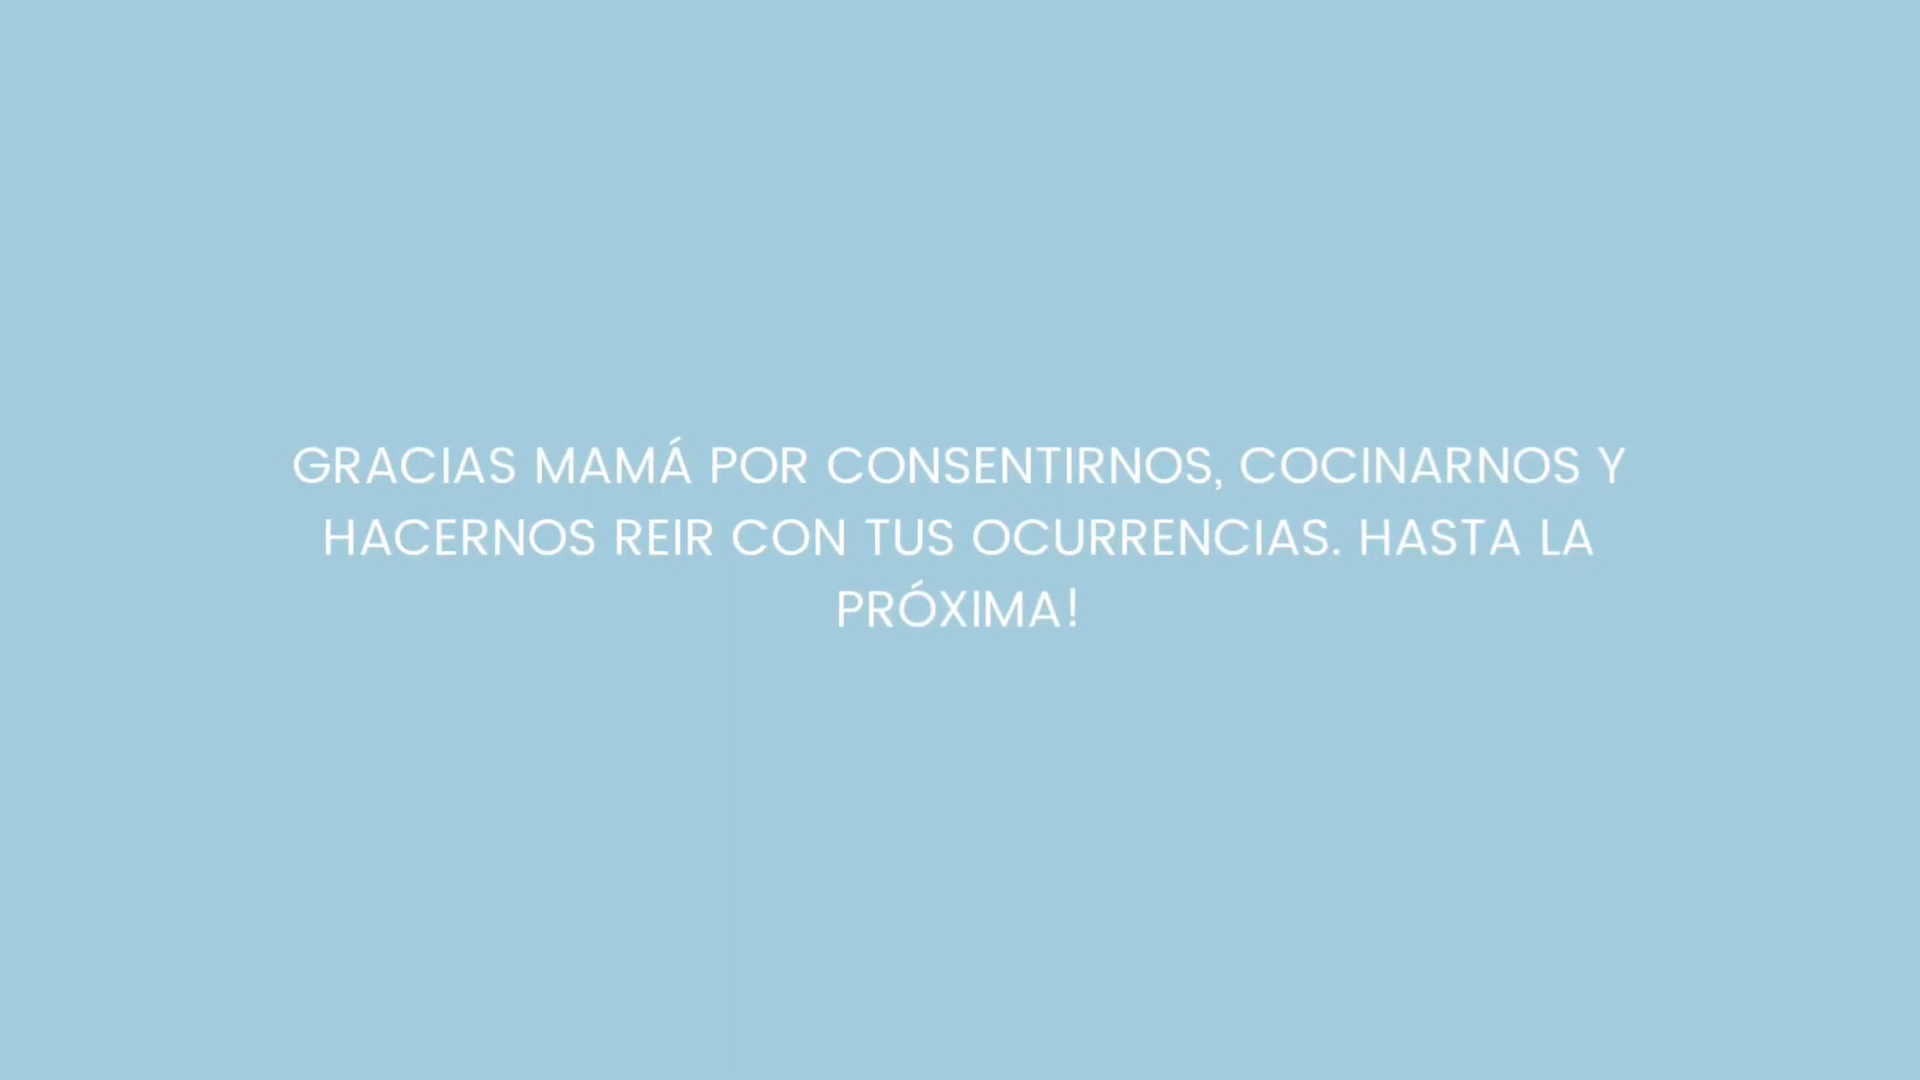 GRACIAS MAMÁ POR CONSENTIRNOS, COCINARNOS Y
HACERNOS REIR CON TUS OCURRENCIAS. HASTA LA
PRÓXIMA!